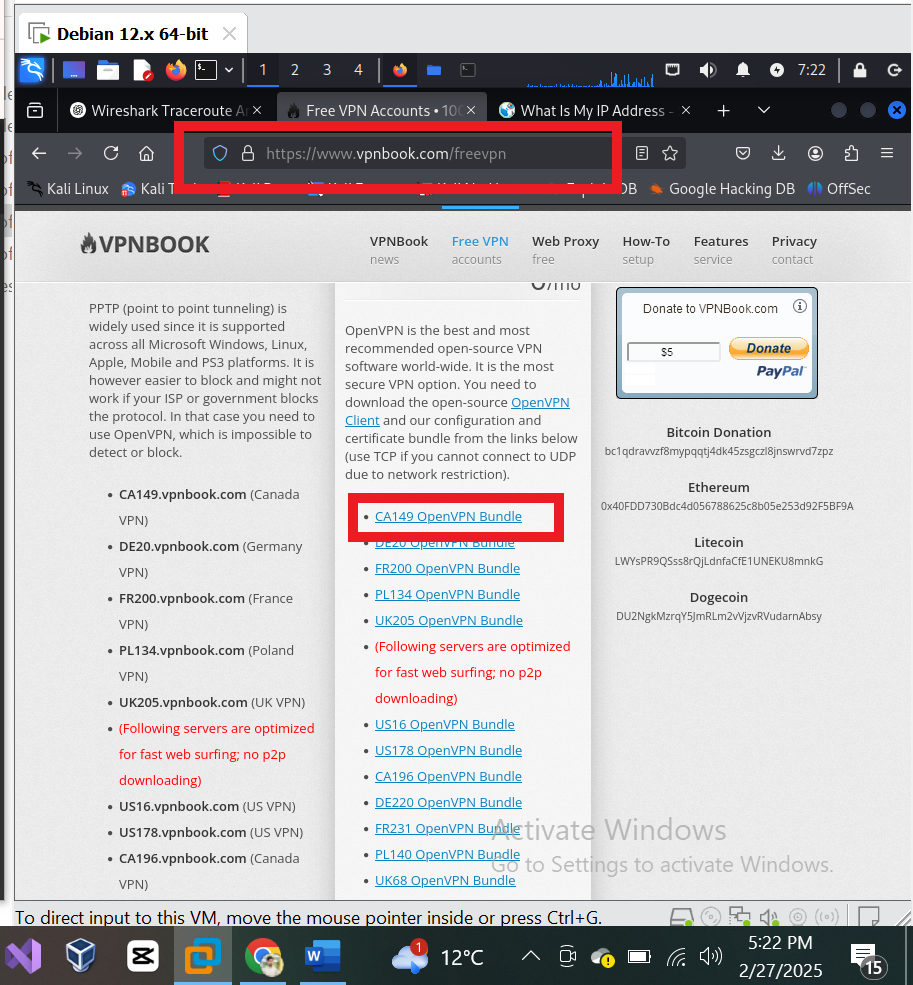 Debian 12.x 64-bit
1 2 3 4 7:22
Wireshark Traceroute A
Free VPN Accounts • 100
What Is My IP Address -
https://www.vpnbook.com/freevpn
Kali Linux
DB
Google Hacking DB
OffSec
VPNBOOK
VPNBook
news
Free VPN
accounts
Web Proxy
free
How-To
setup
Features
service
Privacy
contact
PPTP (point to point tunneling) is
widely used since it is supported
across all Microsoft Windows, Linux,
Apple, Mobile and PS3 platforms. It is
however easier to block and might not
work if your ISP or government blocks
the protocol. In that case you need to
use OpenVPN, which is impossible to
detect or block.
• CA149.vpnbook.com (Canada
VPN)
• DE20.vpnbook.com (Germany
VPN)
• FR200.vpnbook.com (France
VPN)
• PL134.vpnbook.com (Poland
VPN)
• UK205.vpnbook.com (UK VPN)
• (Following servers are optimized
for fast web surfing; no p2p
downloading)
• US16.vpnbook.com (US VPN)
• US178.vpnbook.com (US VPN)
• CA196.vpnbook.com (Canada
VPN)
/mo
OpenVPN is the best and most
recommended open-source VPN
software world-wide. It is the most
secure VPN option. You need to
download the open-source OpenVPN
Client and our configuration and
certificate bundle from the links below
(use TCP if you cannot connect to UDP
due to network restriction).
• CA149 OpenVPN Bundle
• DE20 OpenVPN Bundle
• FR200 OpenVPN Bundle
• PL134 OpenVPN Bundle
• UK205 OpenVPN Bundle
• (Following servers are optimized
for fast web surfing; no p2p
downloading)
• US16 OpenVPN Bundle
• US178 OpenVPN Bundle
• CA196 OpenVPN Bundle
• DE220 OpenVPN Bundle
• FR231 OpenVPN Bundle
• PL140 OpenVPN Bundle
• UK68 OpenVPN Bundle
Donate to VPNBook.com
$5
Donate
PayPal
Bitcoin Donation
bc1qdravvzf8mypqqtj4dk45zsgczl8jnswrvd7zpz
Ethereum
0x40FDD730Bdc4d056788625c8b05e253d92F5BF9A
Litecoin
LWYsPR9QSss8rQjLdnfaCfE1UNEKU8mnkG
Dogecoin
DU2NgkMzrqY5JmRLm2vVjzvRVudarnAbsy
Activate Windows
Go to Settings to activate Windows.
To direct input to this VM, move the mouse pointer inside or press Ctrl+G.
1
12°C
5:22 PM
2/27/2025
15